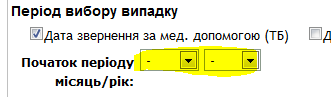 Період вибору випадку
Дата звернення за мед. допомогою (ТБ) Д
Початок періоду - -
місяць/рік: